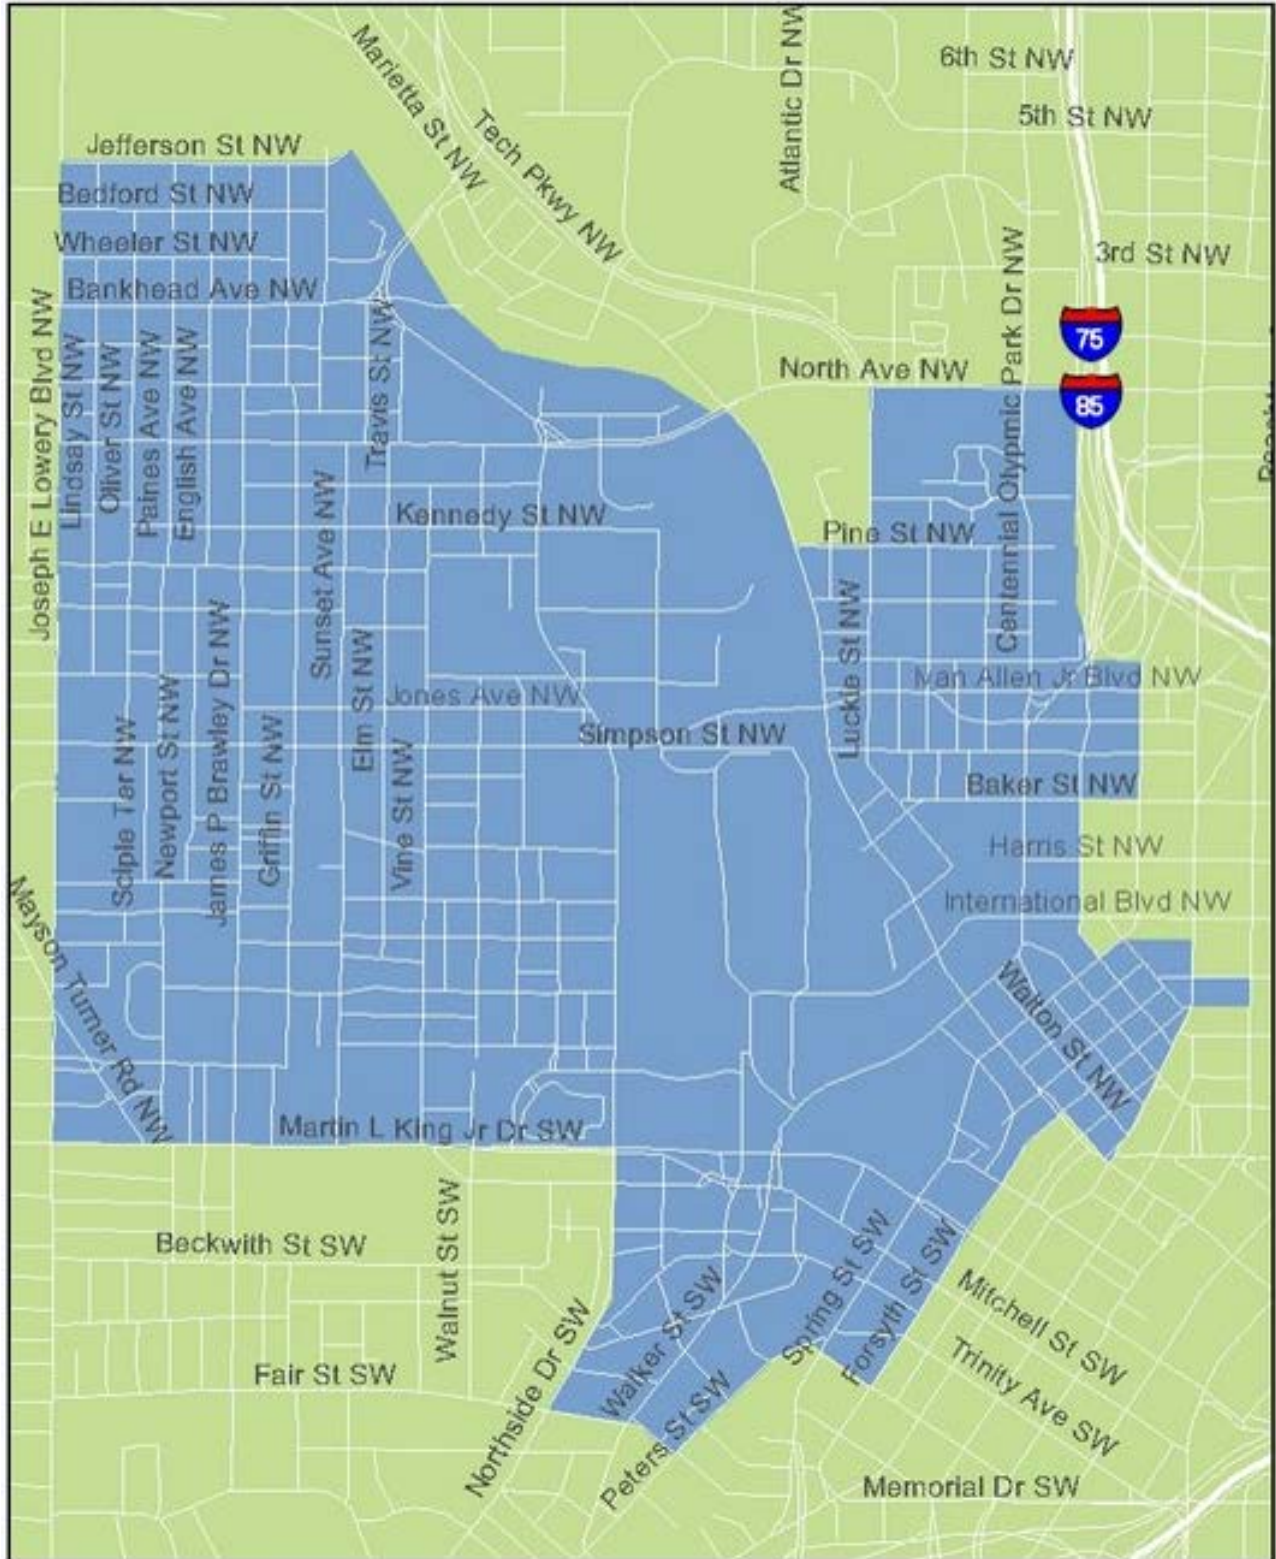 Marietta St NW
Tech Pkwy NW
Atlantic Dr NW
6th St NW
5th St NW
3rd St NW
Jefferson St NW
Bedford St NW
Wheeler St NW
Bankhead Ave NW
Joseph E Lowery Blvd NW
Lindsay St NW
Oliver St NW
Paines Ave NW
English Ave NW
Travis St NW
North Ave NW
Centennial Olypmic Park Dr NW
75
85
Sunset Ave NW
Kennedy St NW
Pine St NW
Luckie St NW
Elm St NW
Jones Ave NW
Ivan Allen Jr Blvd NW
Simpson St NW
Sciple Ter NW
Newport St NW
James P Brawley Dr NW
Griffin St NW
Vine St NW
Baker St NW
Harris St NW
International Blvd NW
Mayson Turner Rd NW
Walton St NW
Martin L King Jr Dr SW
Beckwith St SW
Walnut St SW
Fair St SW
Northside Dr SW
Walker St SW
Peters St SW
Spring St SW
Forsyth St SW
Mitchell St SW
Trinity Ave SW
Memorial Dr SW